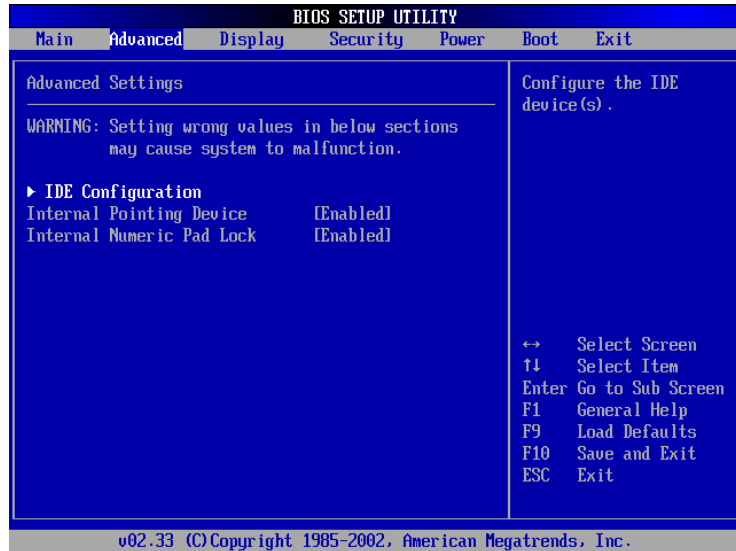 BIOS SETUP UTILITY
Main Advanced Display Security Power Boot Exit
Advanced Settings
WARNING: Setting wrong values in below sections
may cause system to malfunction.
▶ IDE Configuration
Internal Pointing Device [Enabled]
Internal Numeric Pad Lock [Enabled]
Configure the IDE
device(s).
↔ Select Screen
↑↓ Select Item
Enter Go to Sub Screen
F1 General Help
F9 Load Defaults
F10 Save and Exit
ESC Exit
v02.33 (C)Copyright 1985-2002, American Megatrends, Inc.